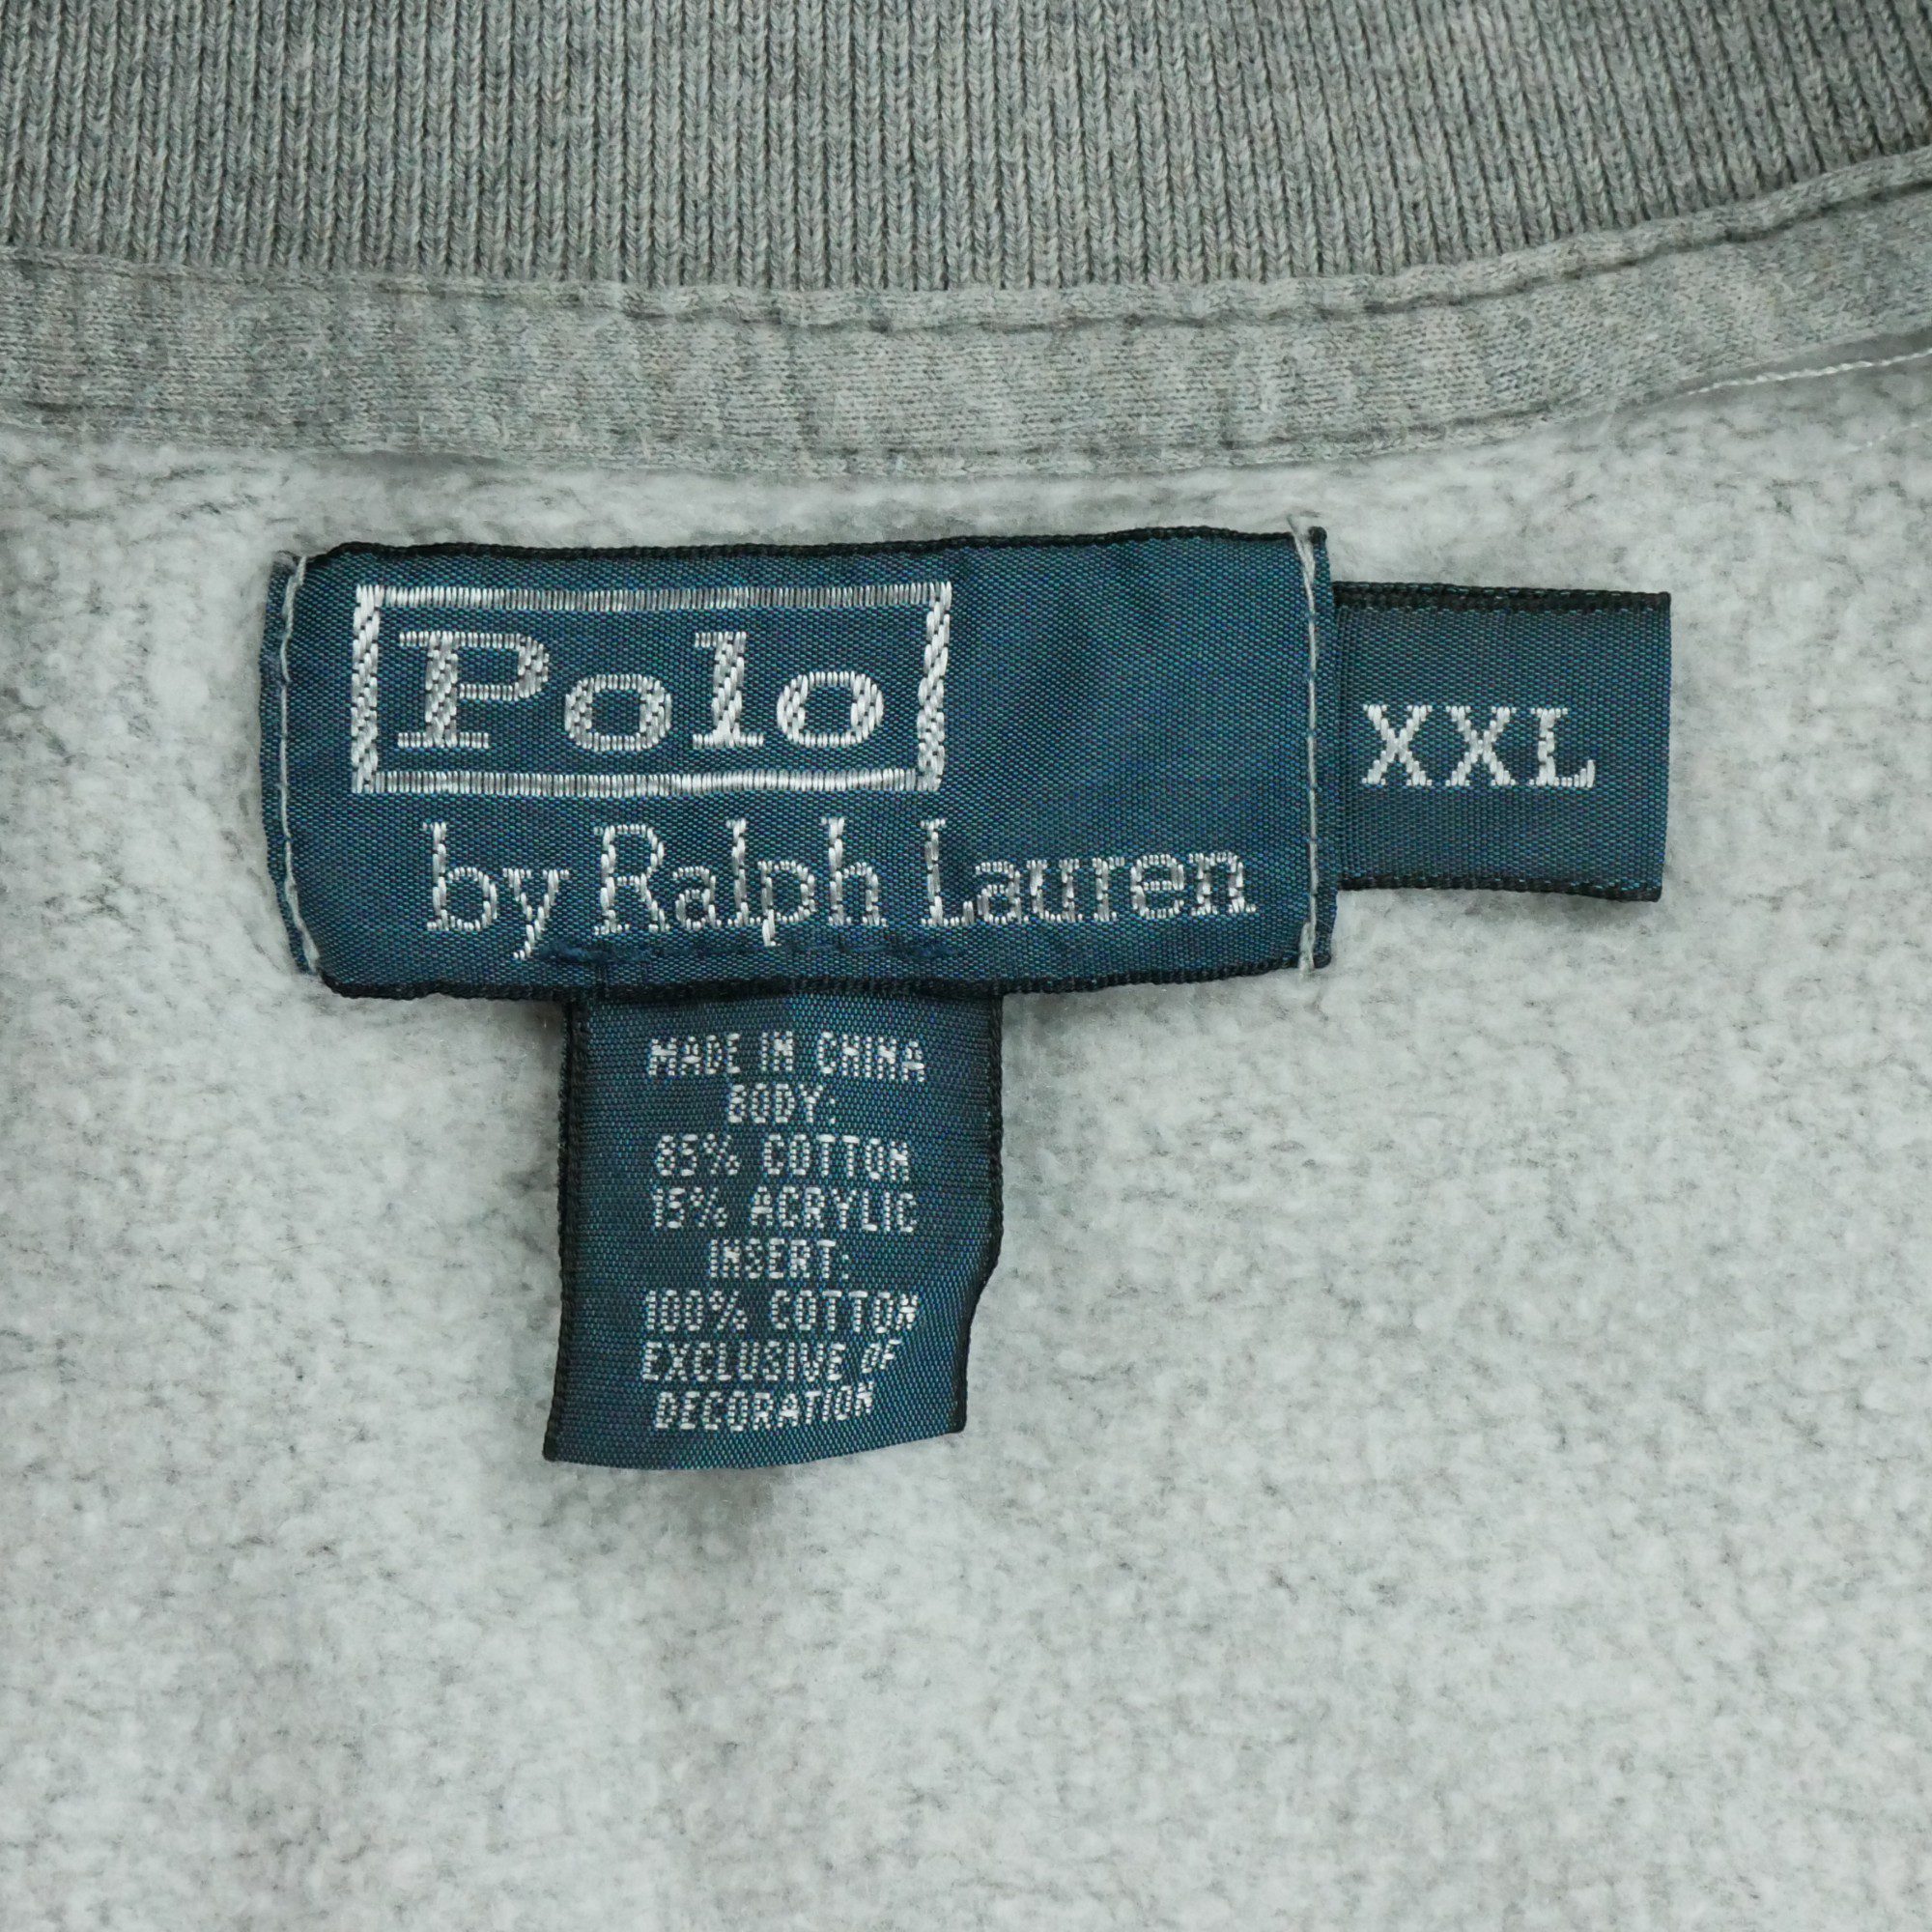 Polo
by Ralph Lauren
XXL
MADE IN CHINA
BODY:
85% COTTON
15% ACRYLIC
INSERT:
100% COTTON
EXCLUSIVE OF
DECORATION